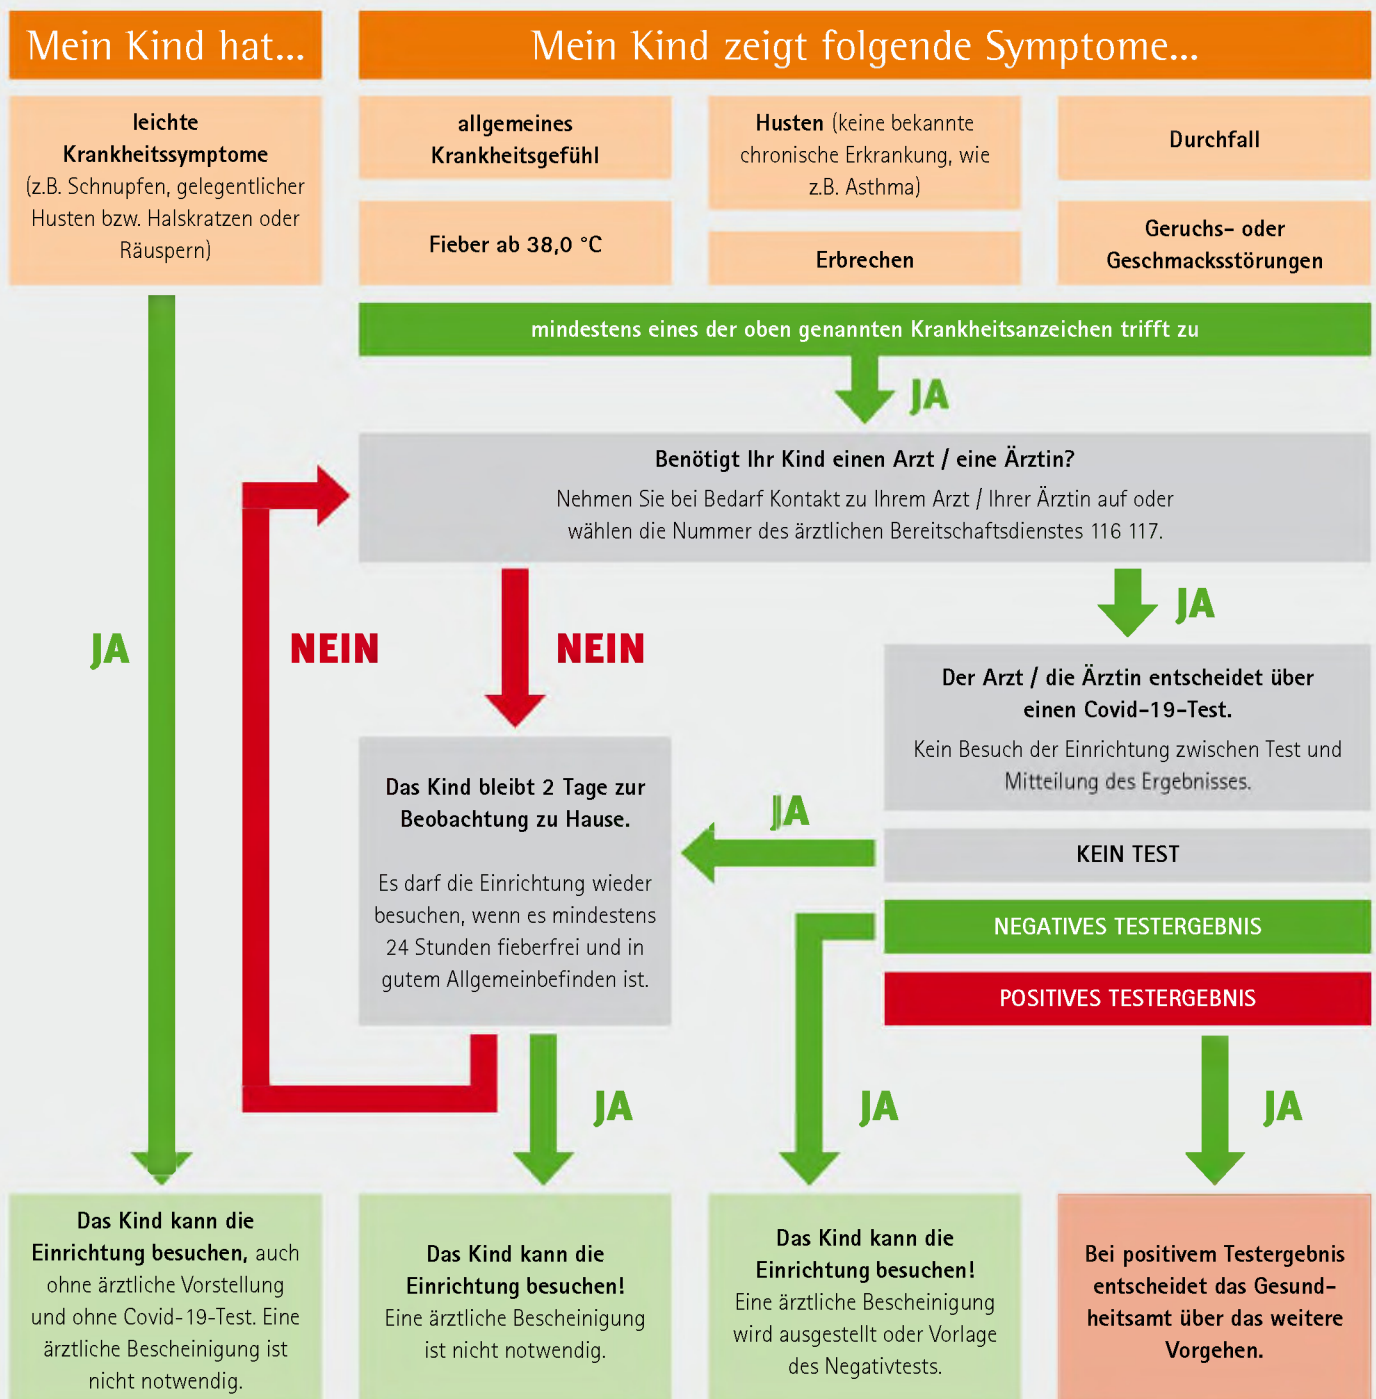 Mein Kind hat...
Mein Kind zeigt folgende Symptome...
leichte
Krankheitssymptome
(z.B. Schnupfen, gelegentlicher
Husten bzw. Halskratzen oder
Räuspern)
allgemeines
Krankheitsgefühl
Fieber ab 38,0 °C
Husten (keine bekannte
chronische Erkrankung, wie
z.B. Asthma)
Erbrechen
Durchfall
Geruchs- oder
Geschmacksstörungen
mindestens eines der oben genannten Krankheitsanzeichen trifft zu
JA
Benötigt Ihr Kind einen Arzt / eine Ärztin?
Nehmen Sie bei Bedarf Kontakt zu Ihrem Arzt / Ihrer Ärztin auf oder
wählen die Nummer des ärztlichen Bereitschaftsdienstes 116 117.
JA
JA
NEIN
NEIN
Der Arzt / die Ärztin entscheidet über
einen Covid-19-Test.
Kein Besuch der Einrichtung zwischen Test und
Mitteilung des Ergebnisses.
Das Kind bleibt 2 Tage zur
Beobachtung zu Hause.
Es darf die Einrichtung wieder
besuchen, wenn es mindestens
24 Stunden fieberfrei und in
gutem Allgemeinbefinden ist.
JA
KEIN TEST
NEGATIVES TESTERGEBNIS
POSITIVES TESTERGEBNIS
JA
JA
JA
Das Kind kann die
Einrichtung besuchen, auch
ohne ärztliche Vorstellung
und ohne Covid-19-Test. Eine
ärztliche Bescheinigung ist
nicht notwendig.
Das Kind kann die
Einrichtung besuchen!
Eine ärztliche Bescheinigung
ist nicht notwendig.
Das Kind kann die
Einrichtung besuchen!
Eine ärztliche Bescheinigung
wird ausgestellt oder Vorlage
des Negativtests.
Bei positivem Testergebnis
entscheidet das Gesund-
heitsamt über das weitere
Vorgehen.